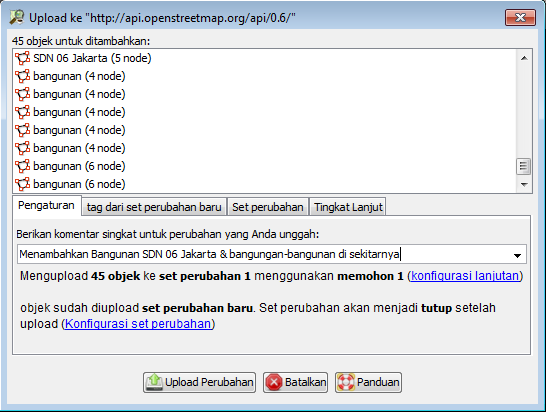 Upload ke "http://api.openstreetmap.org/api/0.6/"
45 objek untuk ditambahkan:
SDN 06 Jakarta (5 node)
bangunan (4 node)
bangunan (4 node)
bangunan (4 node)
bangunan (4 node)
bangunan (4 node)
bangunan (6 node)
bangunan (6 node)
Pengaturan tag dari set perubahan baru Set perubahan Tingkat Lanjut
Berikan komentar singkat untuk perubahan yang Anda unggah:
Menambahkan Bangunan SDN 06 Jakarta & bangungan-bangunan di sekitarnya
Mengupload 45 objek ke set perubahan 1 menggunakan memohon 1 (konfigurasi lanjutan)
objek sudah diupload set perubahan baru. Set perubahan akan menjadi tutup setelah
upload (Konfigurasi set perubahan)
Upload Perubahan Batalkan Panduan